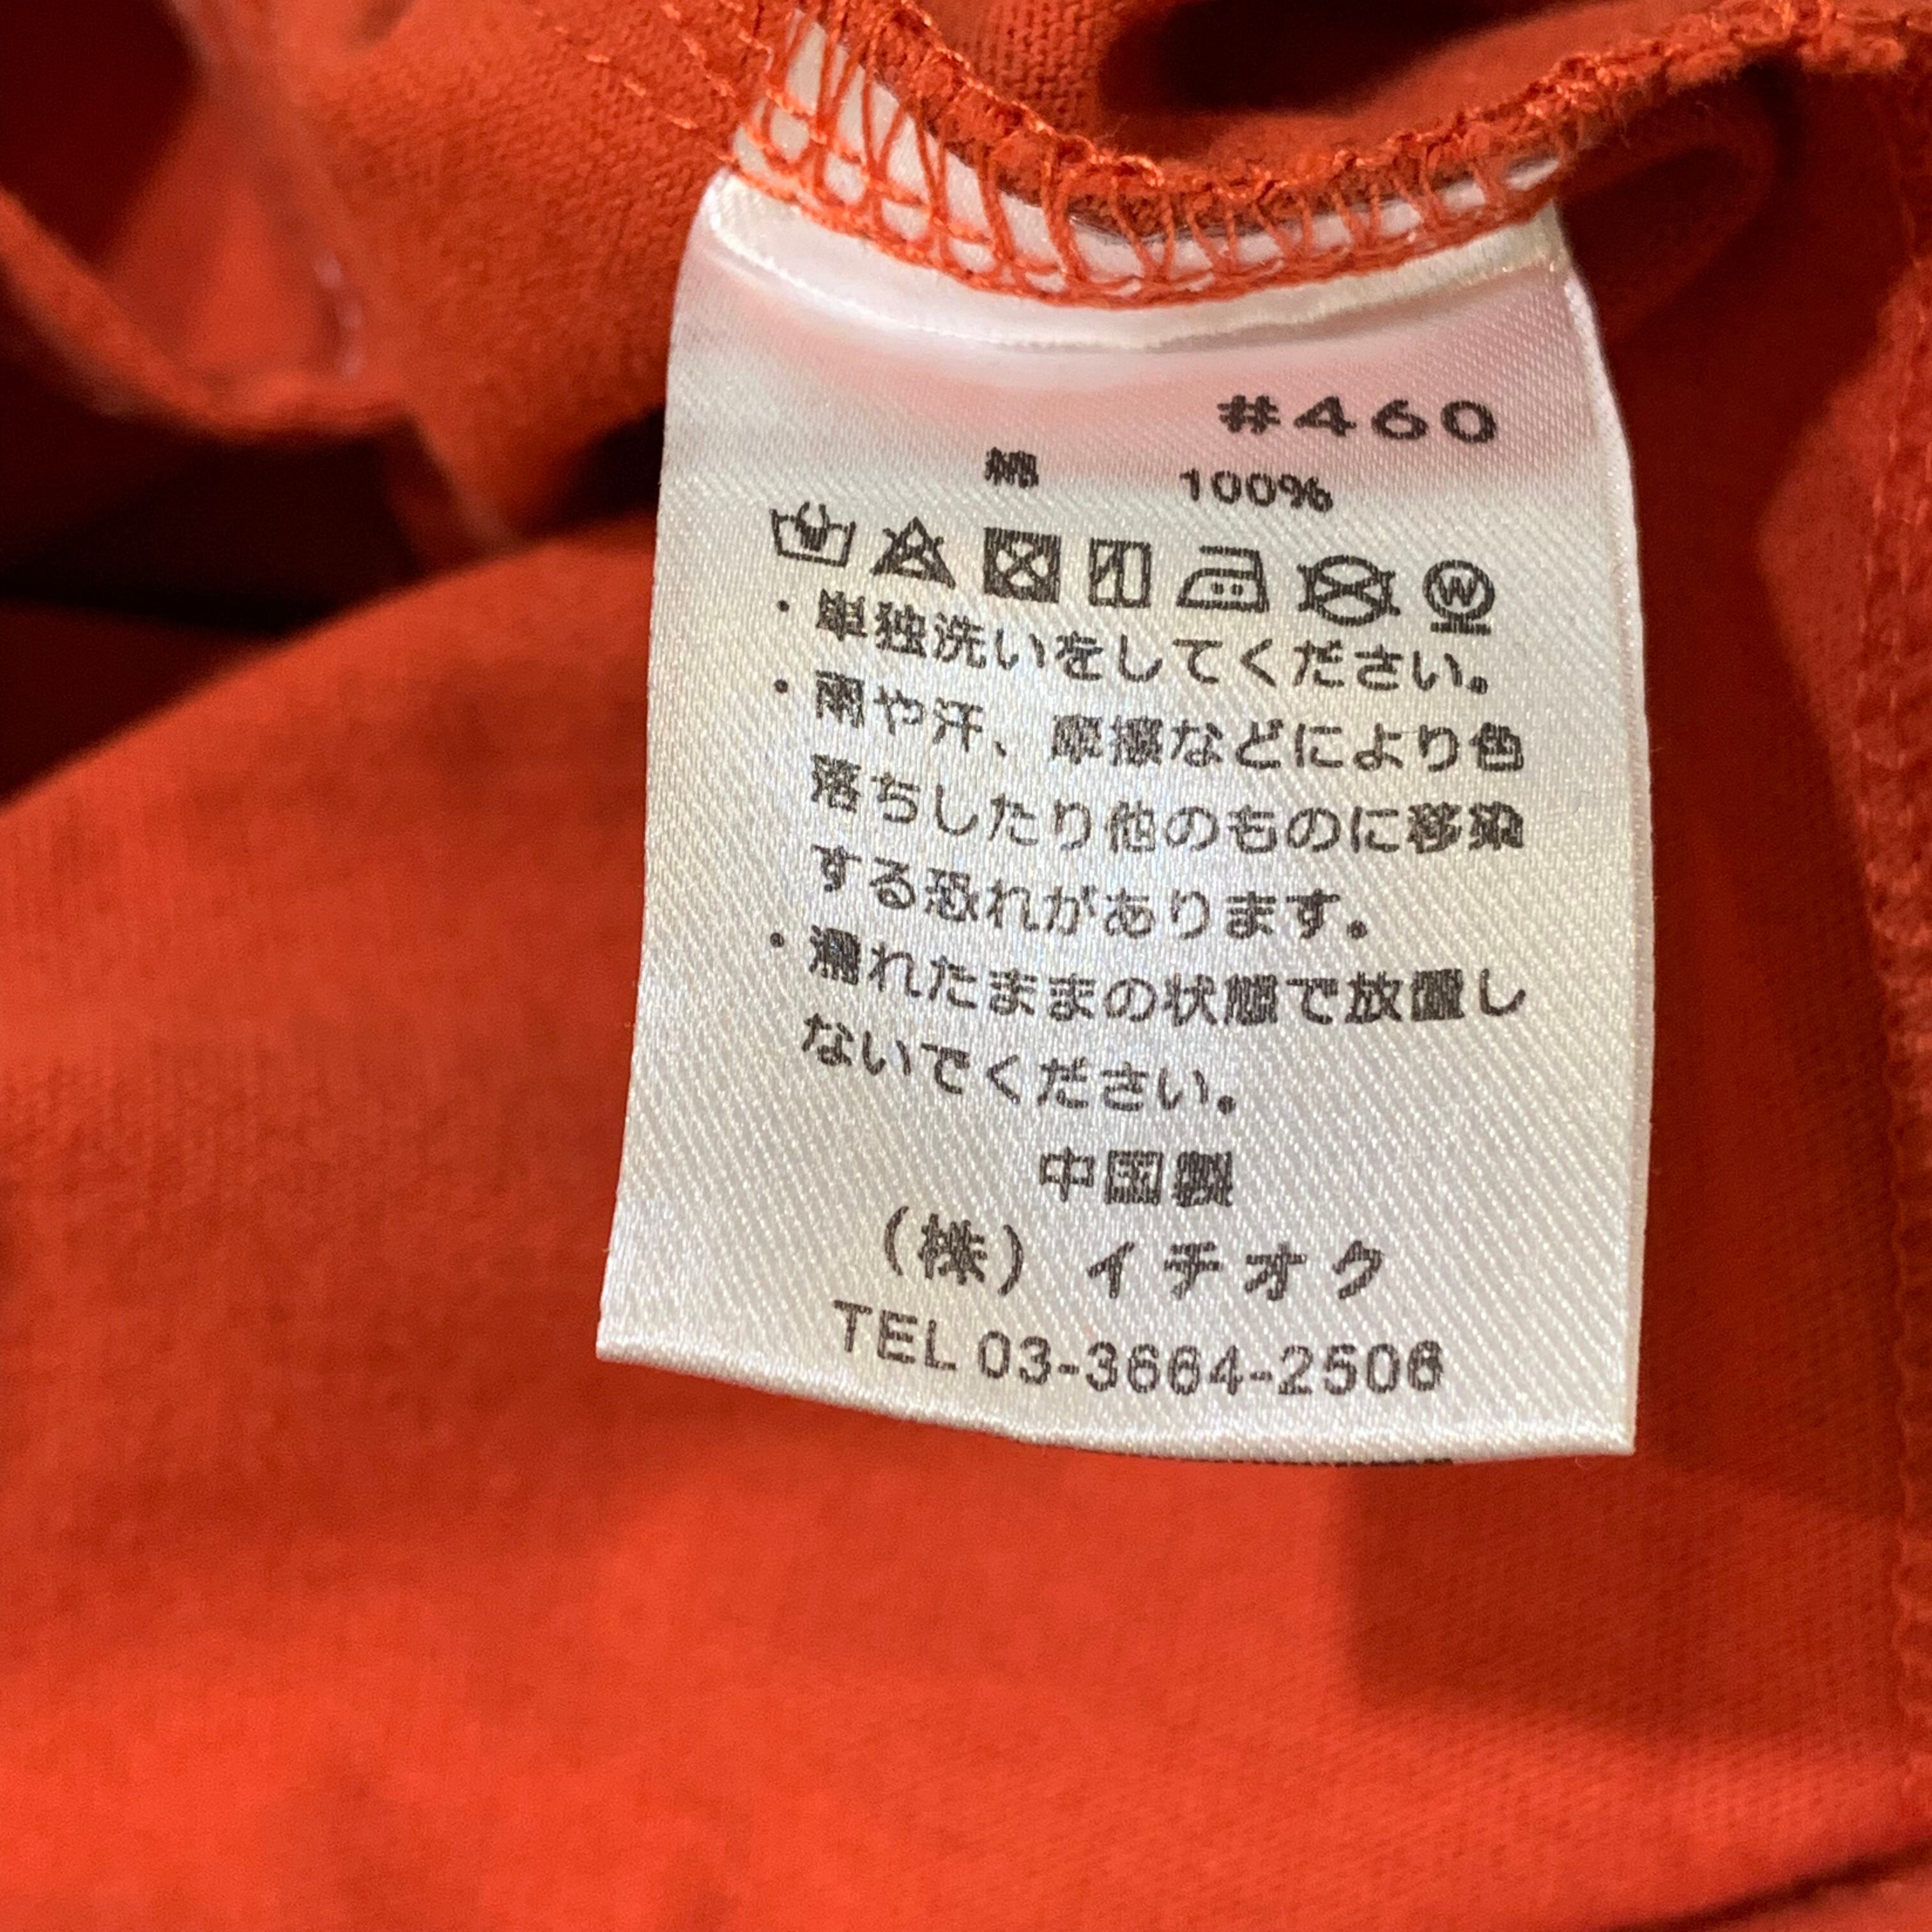 #460
綿 100%
W
・単独洗いをしてください。
・雨や汗、摩擦などにより色
落ちしたり他のものに移染
する恐れがあります。
・濡れたままの状態で放置し
ないでください。
中国製
(株) イチオク
TEL 03-3664-2506